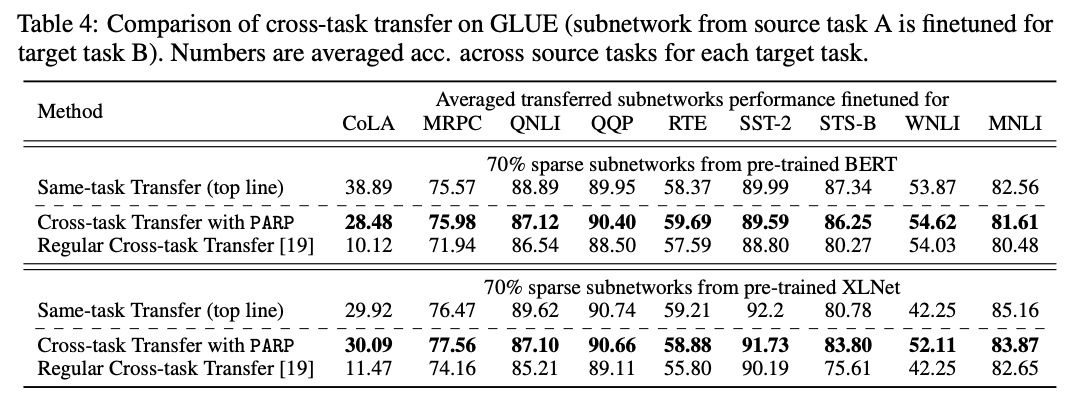 Table 4: Comparison of cross-task transfer on GLUE (subnetwork from source task A is finetuned for
target task B). Numbers are averaged acc. across source tasks for each target task.
Method Averaged transferred subnetworks performance finetuned for
CoLA MRPC QNLI QQP RTE SST-2 STS-B WNLI MNLI
70% sparse subnetworks from pre-trained BERT
Same-task Transfer (top line) 38.89 75.57 88.89 89.95 58.37 89.99 87.34 53.87 82.56
Cross-task Transfer with PARP 28.48 75.98 87.12 90.40 59.69 89.59 86.25 54.62 81.61
Regular Cross-task Transfer [19] 10.12 71.94 86.54 88.50 57.59 88.80 80.27 54.03 80.48
70% sparse subnetworks from pre-trained XLNet
Same-task Transfer (top line) 29.92 76.47 89.62 90.74 59.21 92.2 80.78 42.25 85.16
Cross-task Transfer with PARP 30.09 77.56 87.10 90.66 58.88 91.73 83.80 52.11 83.87
Regular Cross-task Transfer [19] 11.47 74.16 85.21 89.11 55.80 90.19 75.61 42.25 82.65